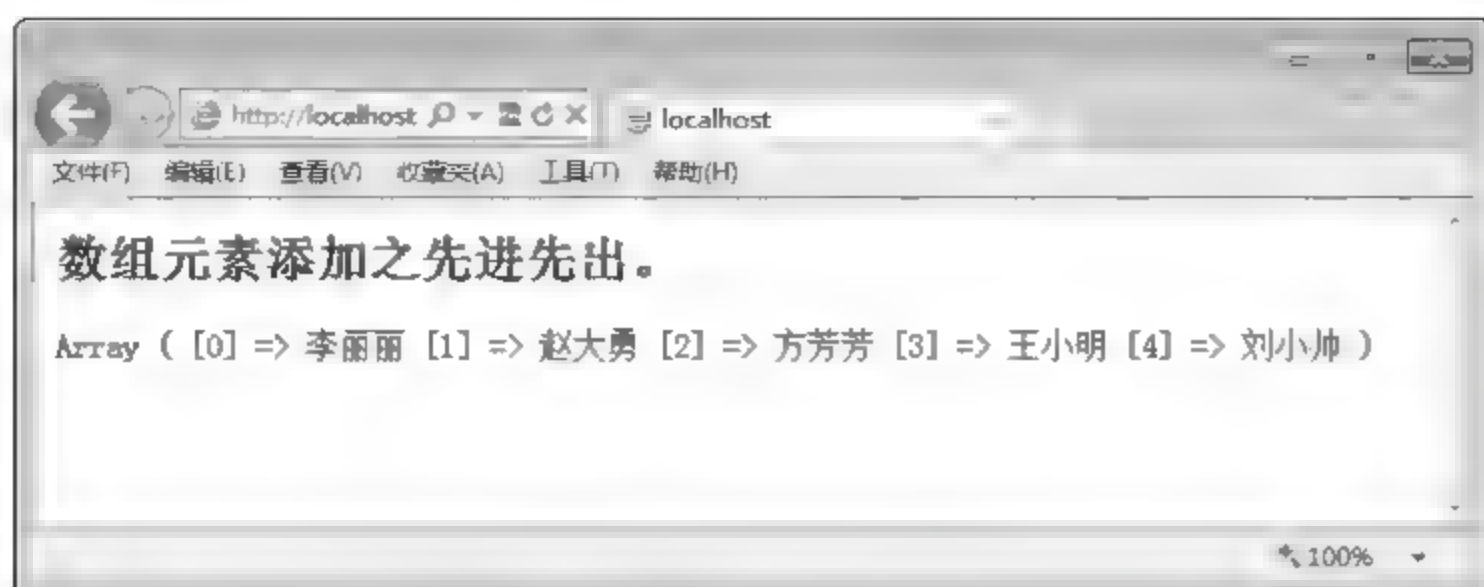 http://localhost
localhost
文件(F) 编辑(E) 查看(V) 收藏夹(A) 工具(T) 帮助(H)
数组元素添加之先进先出。
Array ( [0] => 李丽丽 [1] => 赵大勇 [2] => 方芳芳 [3] => 王小明 [4] => 刘小帅 )
100%